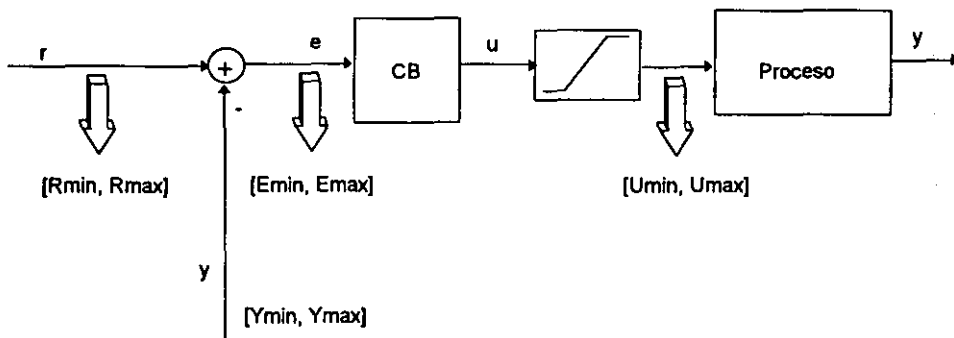 r
+
-
e
CB
u
Proceso
y
[Rmin, Rmax]
[Emin, Emax]
[Umin, Umax]
y
[Ymin, Ymax]